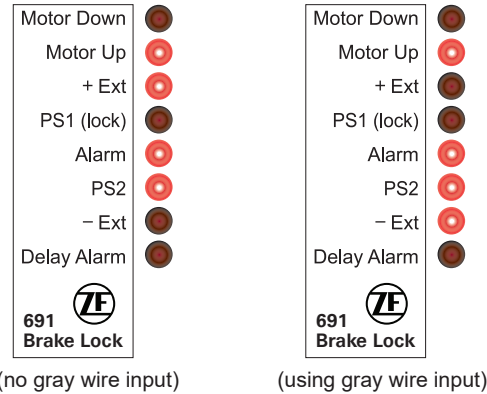 Motor Down
Motor Up
+ Ext
PS1 (lock)
Alarm
PS2
– Ext
Delay Alarm
ZF
691
Brake Lock
(no gray wire input)
Motor Down
Motor Up
+ Ext
PS1 (lock)
Alarm
PS2
– Ext
Delay Alarm
ZF
691
Brake Lock
(using gray wire input)